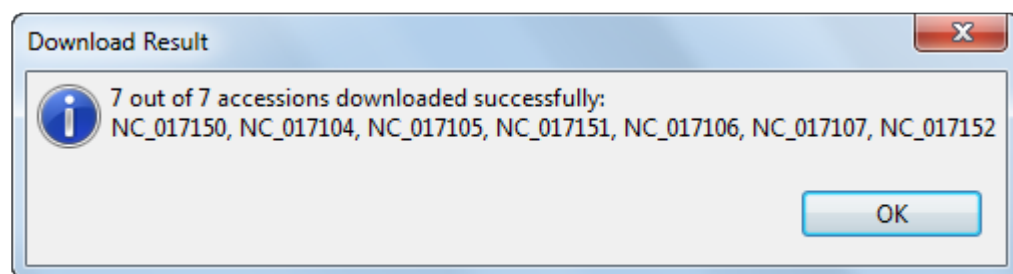 Download Result
7 out of 7 accessions downloaded successfully:
NC_017150, NC_017104, NC_017105, NC_017151, NC_017106, NC_017107, NC_017152
OK